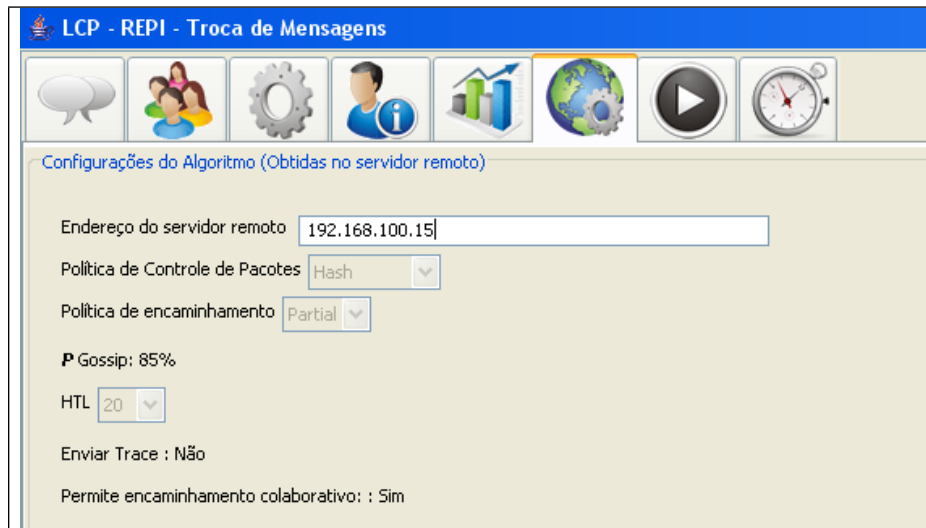 LCP - REPI - Troca de Mensagens
Configurações do Algoritmo (Obtidas no servidor remoto)
Endereço do servidor remoto 192.168.100.15
Política de Controle de Pacotes Hash
Política de encaminhamento Partial
P Gossip: 85%
HTL 20
Enviar Trace : Não
Permite encaminhamento colaborativo: : Sim